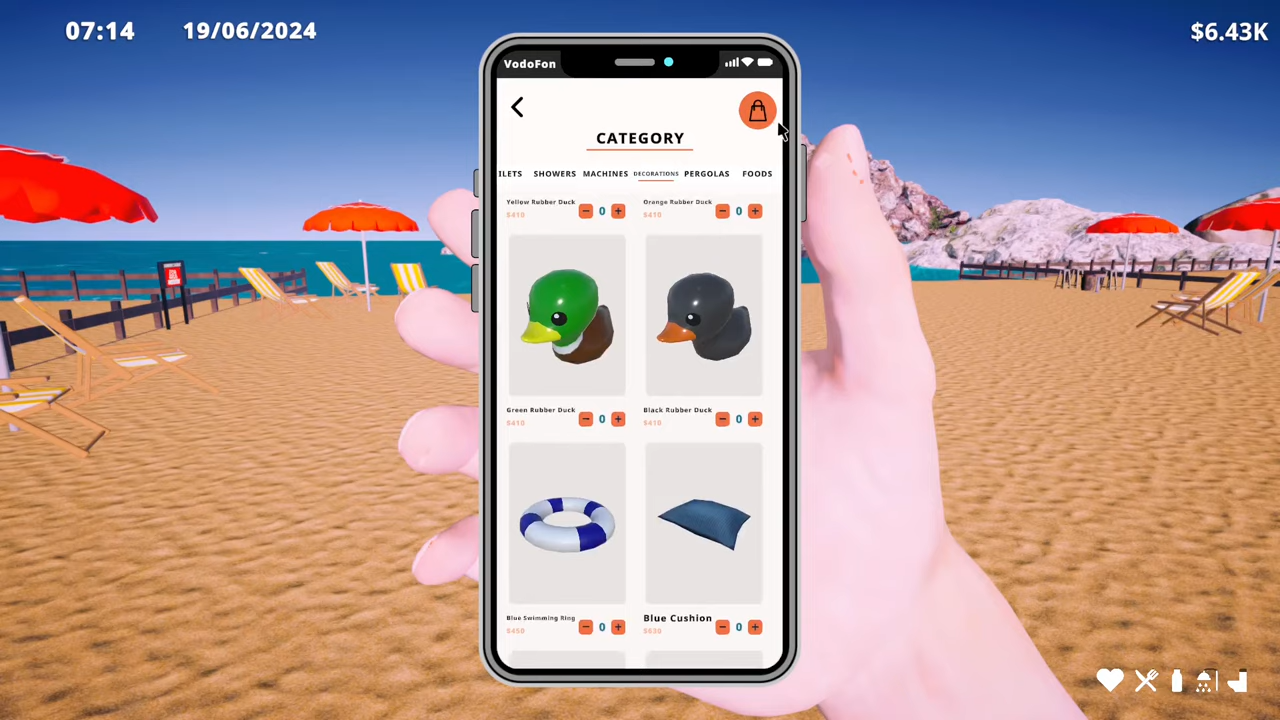 07:14 19/06/2024
$6.43K
VodoFon
CATEGORY
ILETS SHOWERS MACHINES DECORATIONS PERGOLAS FOODS
Yellow Rubber Duck
$410
0
Orange Rubber Duck
$410
0
Green Rubber Duck
$410
0
Black Rubber Duck
$410
0
Blue Swimming Ring
$450
0
Blue Cushion
$630
0